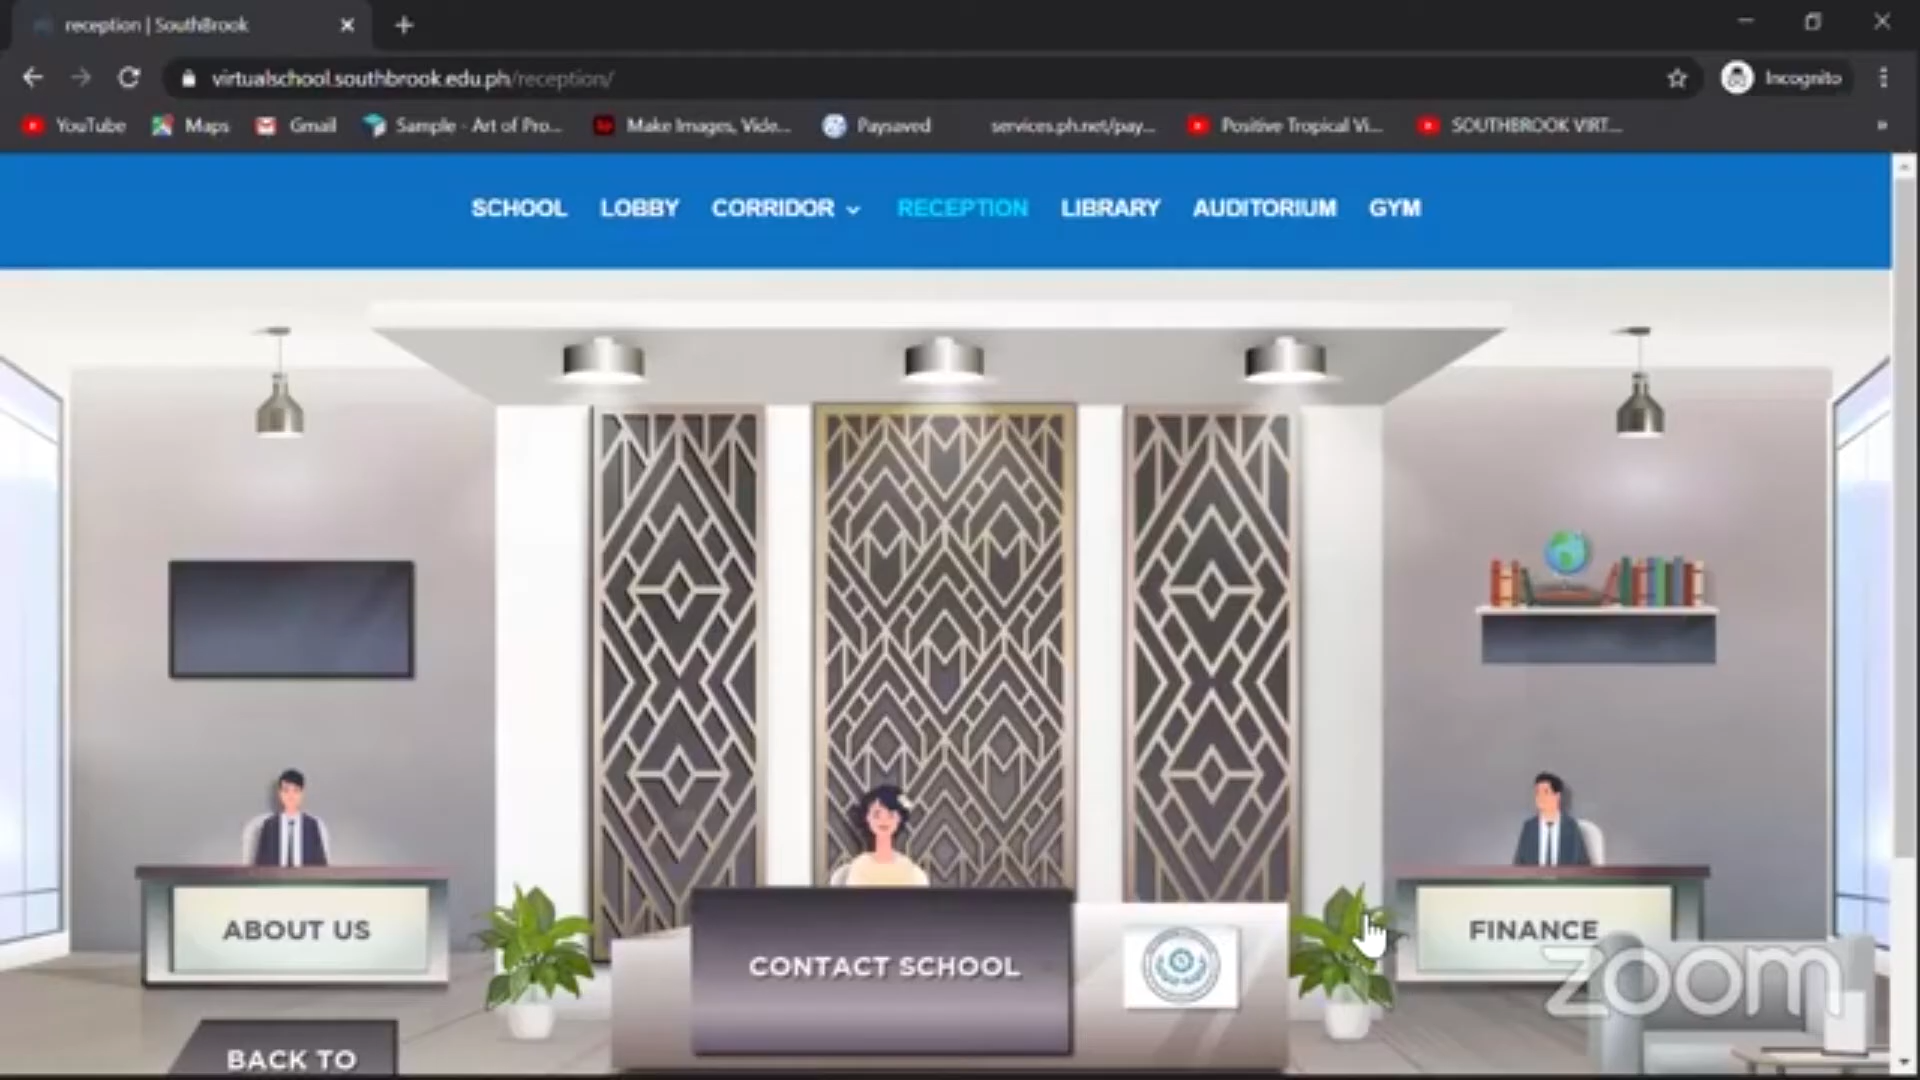 reception | SouthBrook
virtualschool.southbrook.edu.ph/reception/
Incognito
YouTube Maps Gmail Sample - Art of Pro... Make Images, Vide... Paysaved services.ph.net/pay... Positive Tropical Vi... SOUTHBROOK VIRT...
SCHOOL LOBBY CORRIDOR RECEPTION LIBRARY AUDITORIUM GYM
ABOUT US
CONTACT SCHOOL
FINANCE
zoom
BACK TO